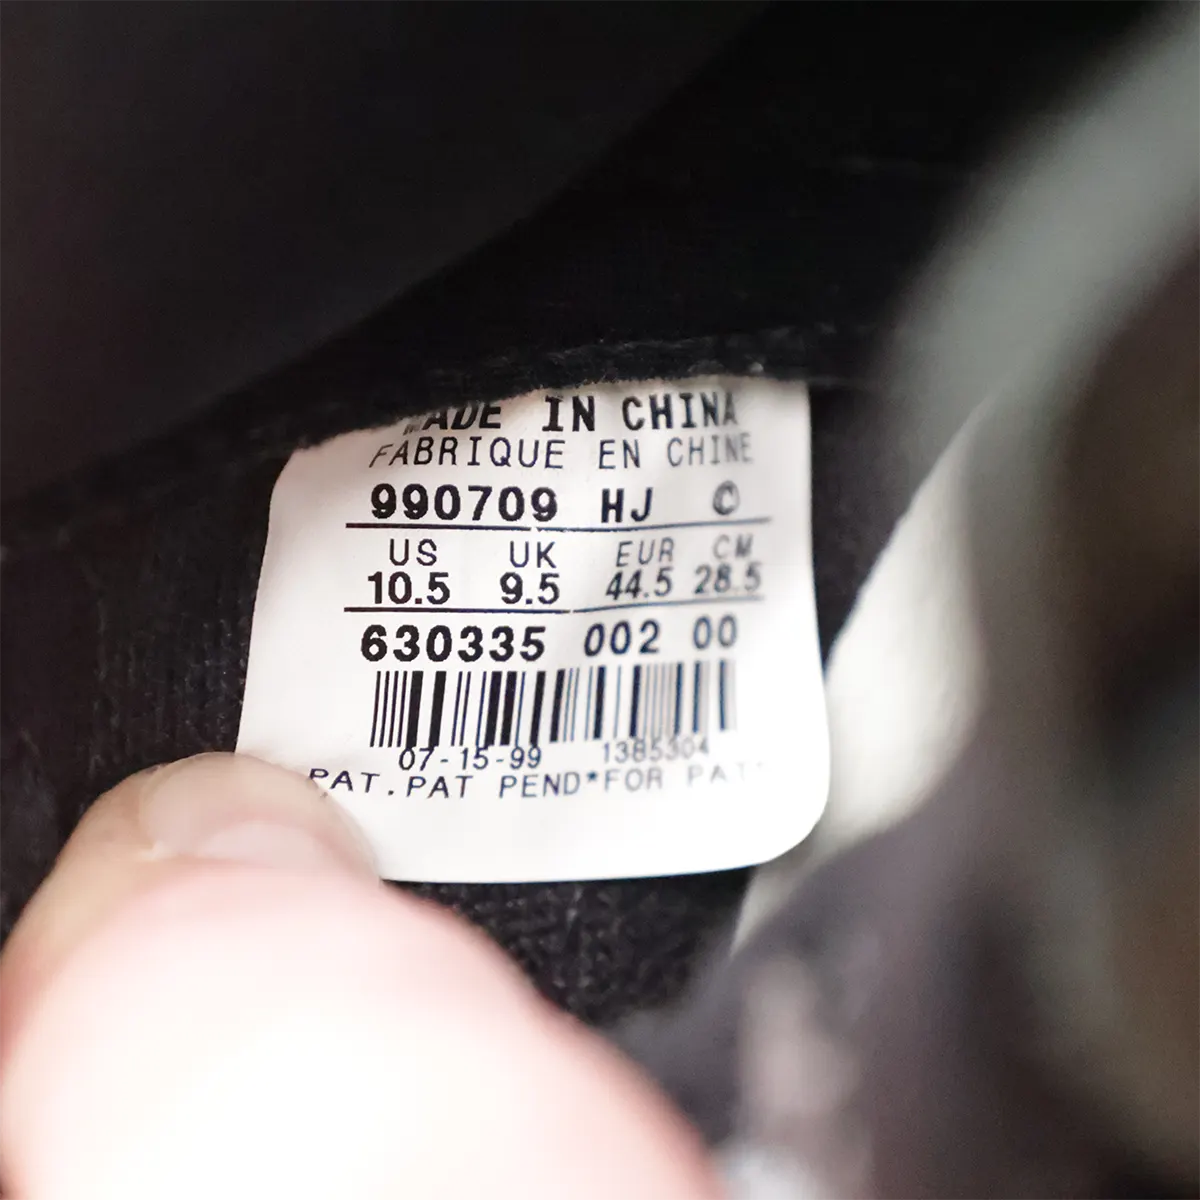 MADE IN CHINA
FABRIQUE EN CHINE
990709 HJ ©
US UK EUR CM
10.5 9.5 44.5 28.5
630335 002 00
07-15-99 1385304
PAT.PAT PEND*FOR PAT*